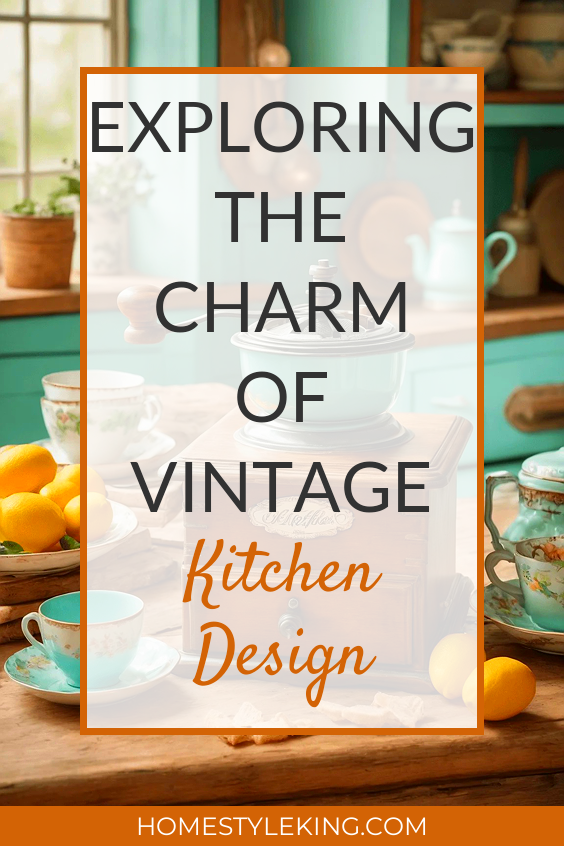 EXPLORING
THE
CHARM
OF
VINTAGE
Kitchen
Design
HOMESTYLEKING.COM